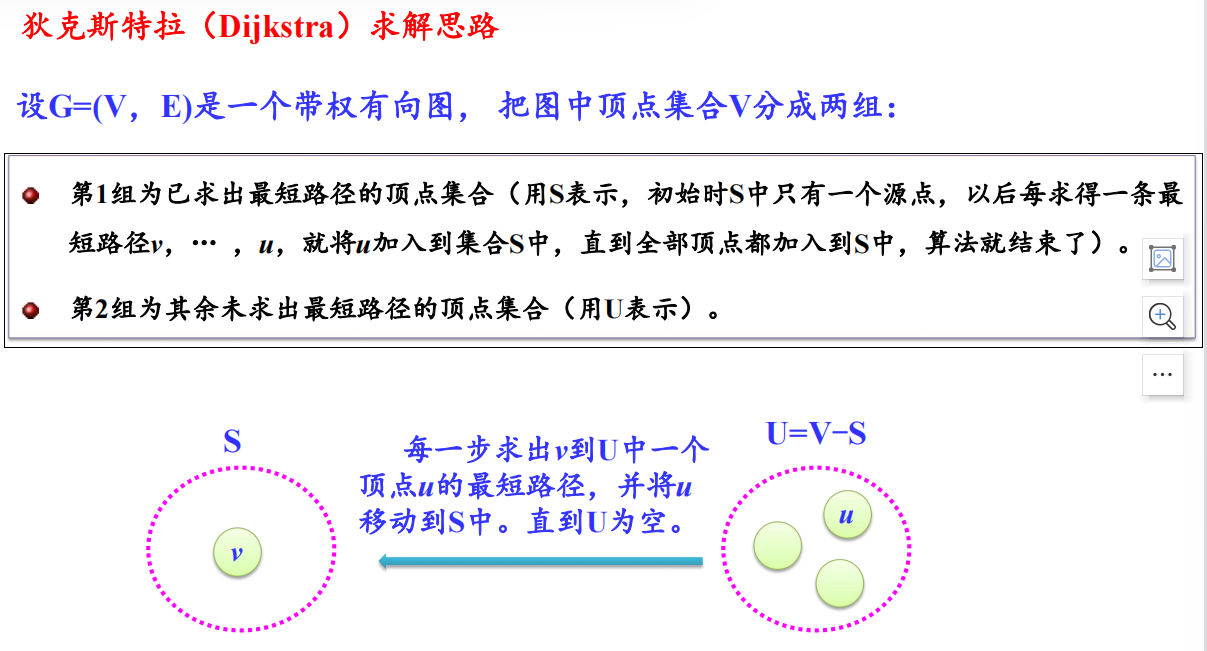 狄克斯特拉（Dijkstra）求解思路
设G=(V，E)是一个带权有向图， 把图中顶点集合V分成两组：
第1组为已求出最短路径的顶点集合（用S表示，初始时S中只有一个源点，以后每求得一条最
短路径v，… ，u，就将u加入到集合S中，直到全部顶点都加入到S中，算法就结束了）。
第2组为其余未求出最短路径的顶点集合（用U表示）。
S
每一步求出v到U中一个
顶点u的最短路径，并将u
移动到S中。直到U为空。
U=V−S
v
u